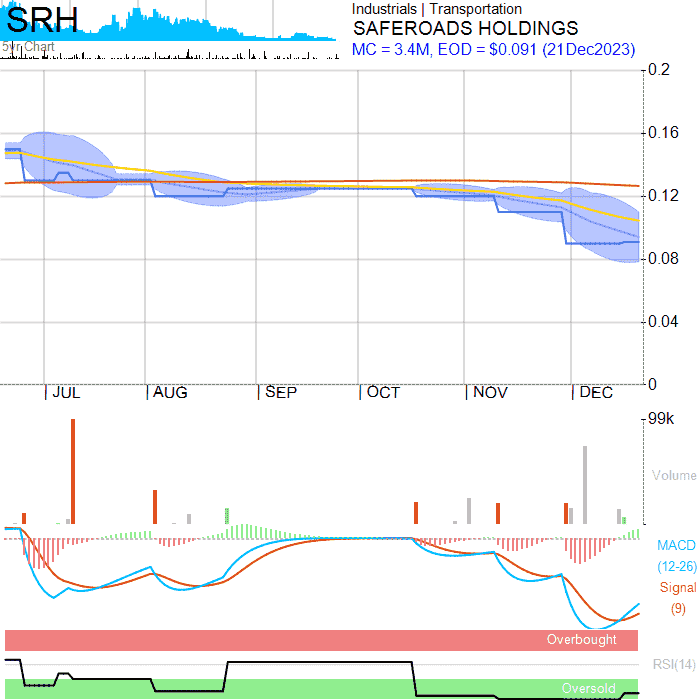 SRH
5yr Chart
Industrials | Transportation
SAFEROADS HOLDINGS
MC = 3.4M, EOD = $0.091 (21Dec2023)
0.2
0.16
0.12
0.08
0.04
0
JUL AUG SEP OCT NOV DEC
99k
Volume
MACD
(12-26)
Signal
(9)
Overbought
RSI(14)
Oversold